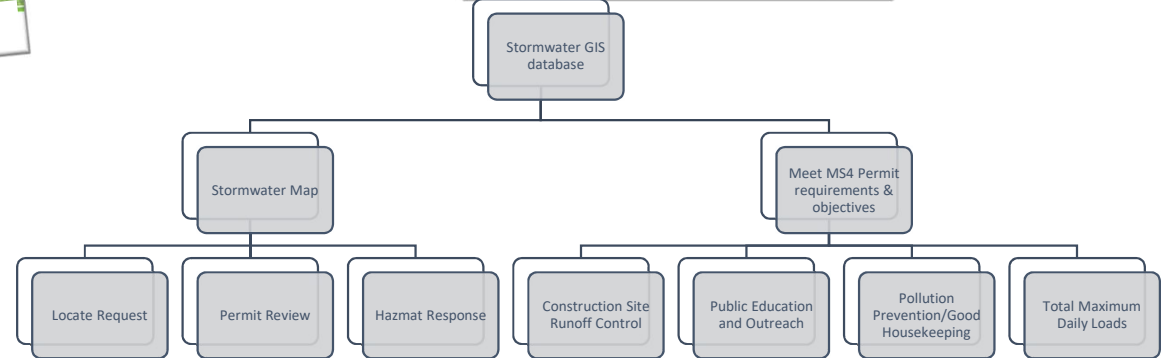 Stormwater GIS
database
Stormwater Map
Meet MS4 Permit
requirements &
objectives
Locate Request
Permit Review
Hazmat Response
Construction Site
Runoff Control
Public Education
and Outreach
Pollution
Prevention/Good
Housekeeping
Total Maximum
Daily Loads